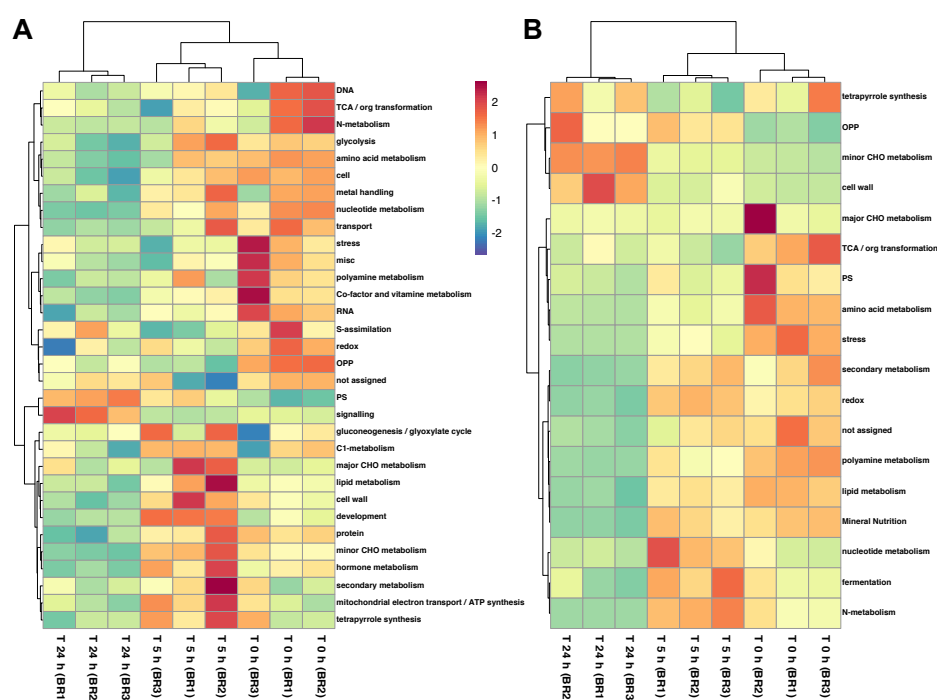 A
B
DNA
TCA / org transformation
N-metabolism
glycolysis
amino acid metabolism
cell
metal handling
nucleotide metabolism
transport
stress
misc
polyamine metabolism
Co-factor and vitamine metabolism
RNA
S-assimilation
redox
OPP
not assigned
PS
signalling
gluconeogenesis / glyoxylate cycle
C1-metabolism
major CHO metabolism
lipid metabolism
cell wall
development
protein
minor CHO metabolism
hormone metabolism
secondary metabolism
mitochondrial electron transport / ATP synthesis
tetrapyrrole synthesis
T 24 h (BR1
T 24 h (BR2)
T 24 h (BR3)
T 5 h (BR3)
T 5 h (BR1)
T 5 h (BR2)
T 0 h (BR3)
T 0 h (BR1)
T 0 h (BR2)
2
1
0
-1
-2
tetrapyrrole synthesis
OPP
minor CHO metabolism
cell wall
major CHO metabolism
TCA / org transformation
PS
amino acid metabolism
stress
secondary metabolism
redox
not assigned
polyamine metabolism
lipid metabolism
Mineral Nutrition
nucleotide metabolism
fermentation
N-metabolism
T 24 h (BR2
T 24 h (BR1
T 24 h (BR3)
T 5 h (BR1)
T 5 h (BR2)
T 5 h (BR3)
T 0 h (BR2)
T 0 h (BR1)
T 0 h (BR3)